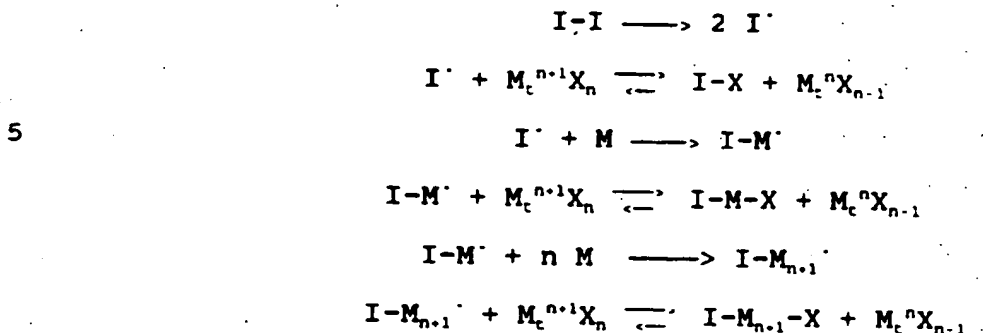 I-I ⟶ 2 I˙
I˙ + Mₜⁿ⁺¹Xₙ ⇌ I-X + MₜⁿXₙ₋₁
5
I˙ + M ⟶ I-M˙
I-M˙ + Mₜⁿ⁺¹Xₙ ⇌ I-M-X + MₜⁿXₙ₋₁
I-M˙ + n M ⟶ I-Mₙ₊₁˙
I-Mₙ₊₁˙ + Mₜⁿ⁺¹Xₙ ⇌ I-Mₙ₊₁-X + MₜⁿXₙ₋₁